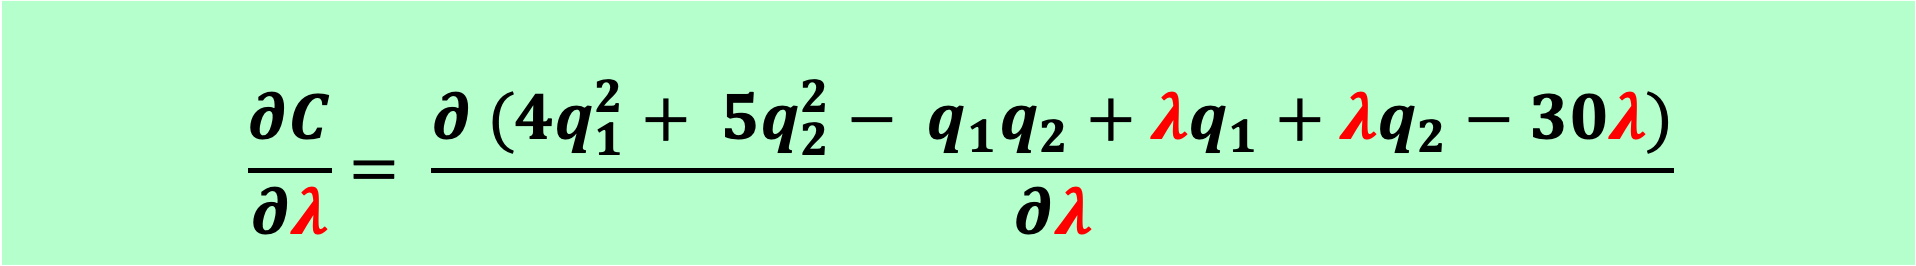 ∂C/∂λ = ∂ (4q₁² + 5q₂² − q₁q₂ + λq₁ + λq₂ − 30λ)/∂λ